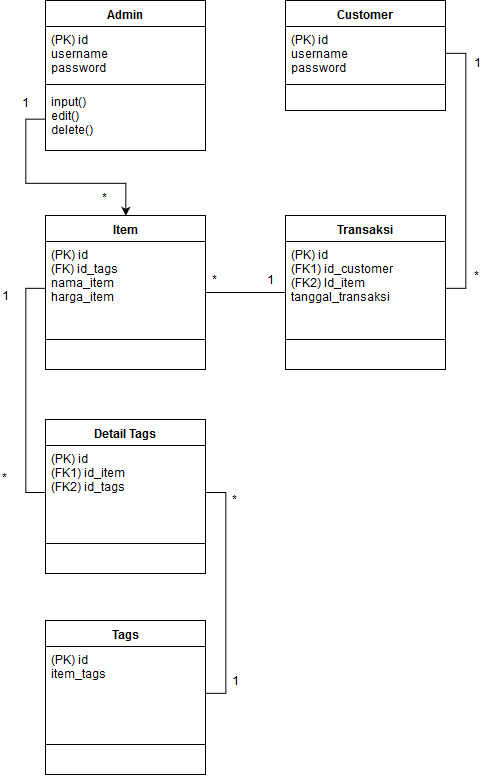 Admin
(PK) id
username
password
input()
edit()
delete()
Customer
(PK) id
username
password
1
1
*
Item
(PK) id
(FK) id_tags
nama_item
harga_item
Transaksi
(PK) id
(FK1) id_customer
(FK2) Id_item
tanggal_transaksi
*
1
*
1
Detail Tags
(PK) id
(FK1) id_item
(FK2) id_tags
*
*
Tags
(PK) id
item_tags
1